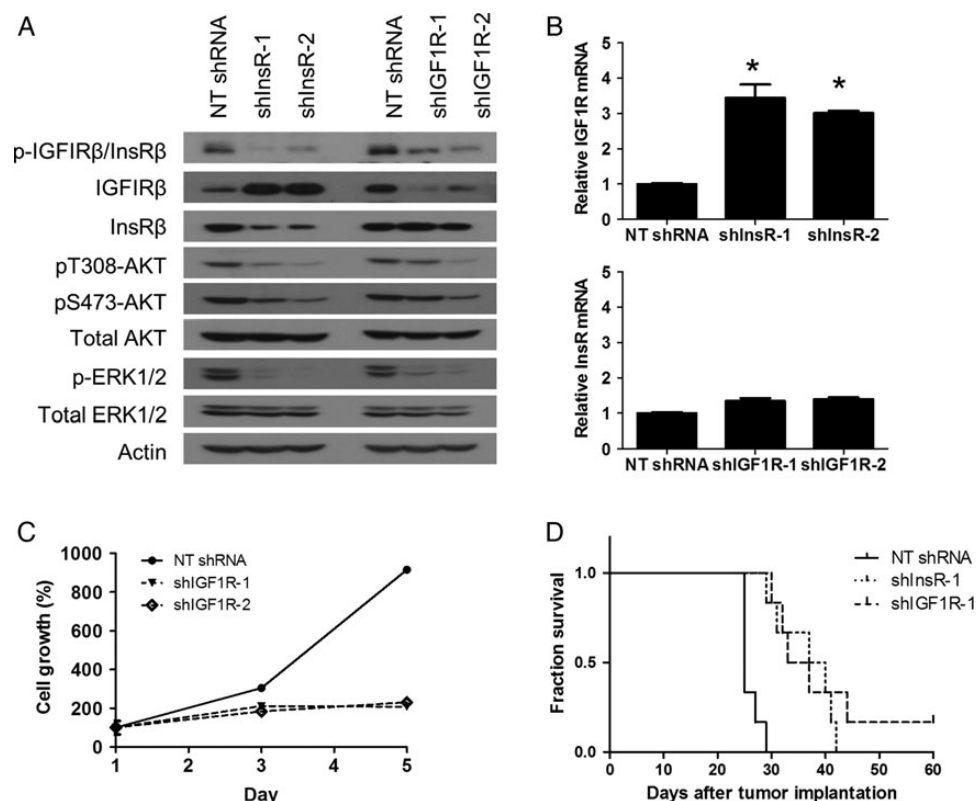 A
NT shRNA
shInsR-1
shInsR-2
NT shRNA
shIGF1R-1
shIGF1R-2
p-IGFIRβ/InsRβ
IGFIRβ
InsRβ
pT308-AKT
pS473-AKT
Total AKT
p-ERK1/2
Total ERK1/2
Actin
B
Relative IGF1R mRNA
5
4
3
2
1
0
*
*
NT shRNA shInsR-1 shInsR-2
Relative InsR mRNA
5
4
3
2
1
0
NT shRNA shIGF1R-1 shIGF1R-2
C
Cell growth (%)
1000
800
600
400
200
0
NT shRNA
shIGF1R-1
shIGF1R-2
1 2 3 4 5
Day
D
Fraction survival
1.0
0.5
0.0
NT shRNA
shInsR-1
shIGF1R-1
0 10 20 30 40 50 60
Days after tumor implantation